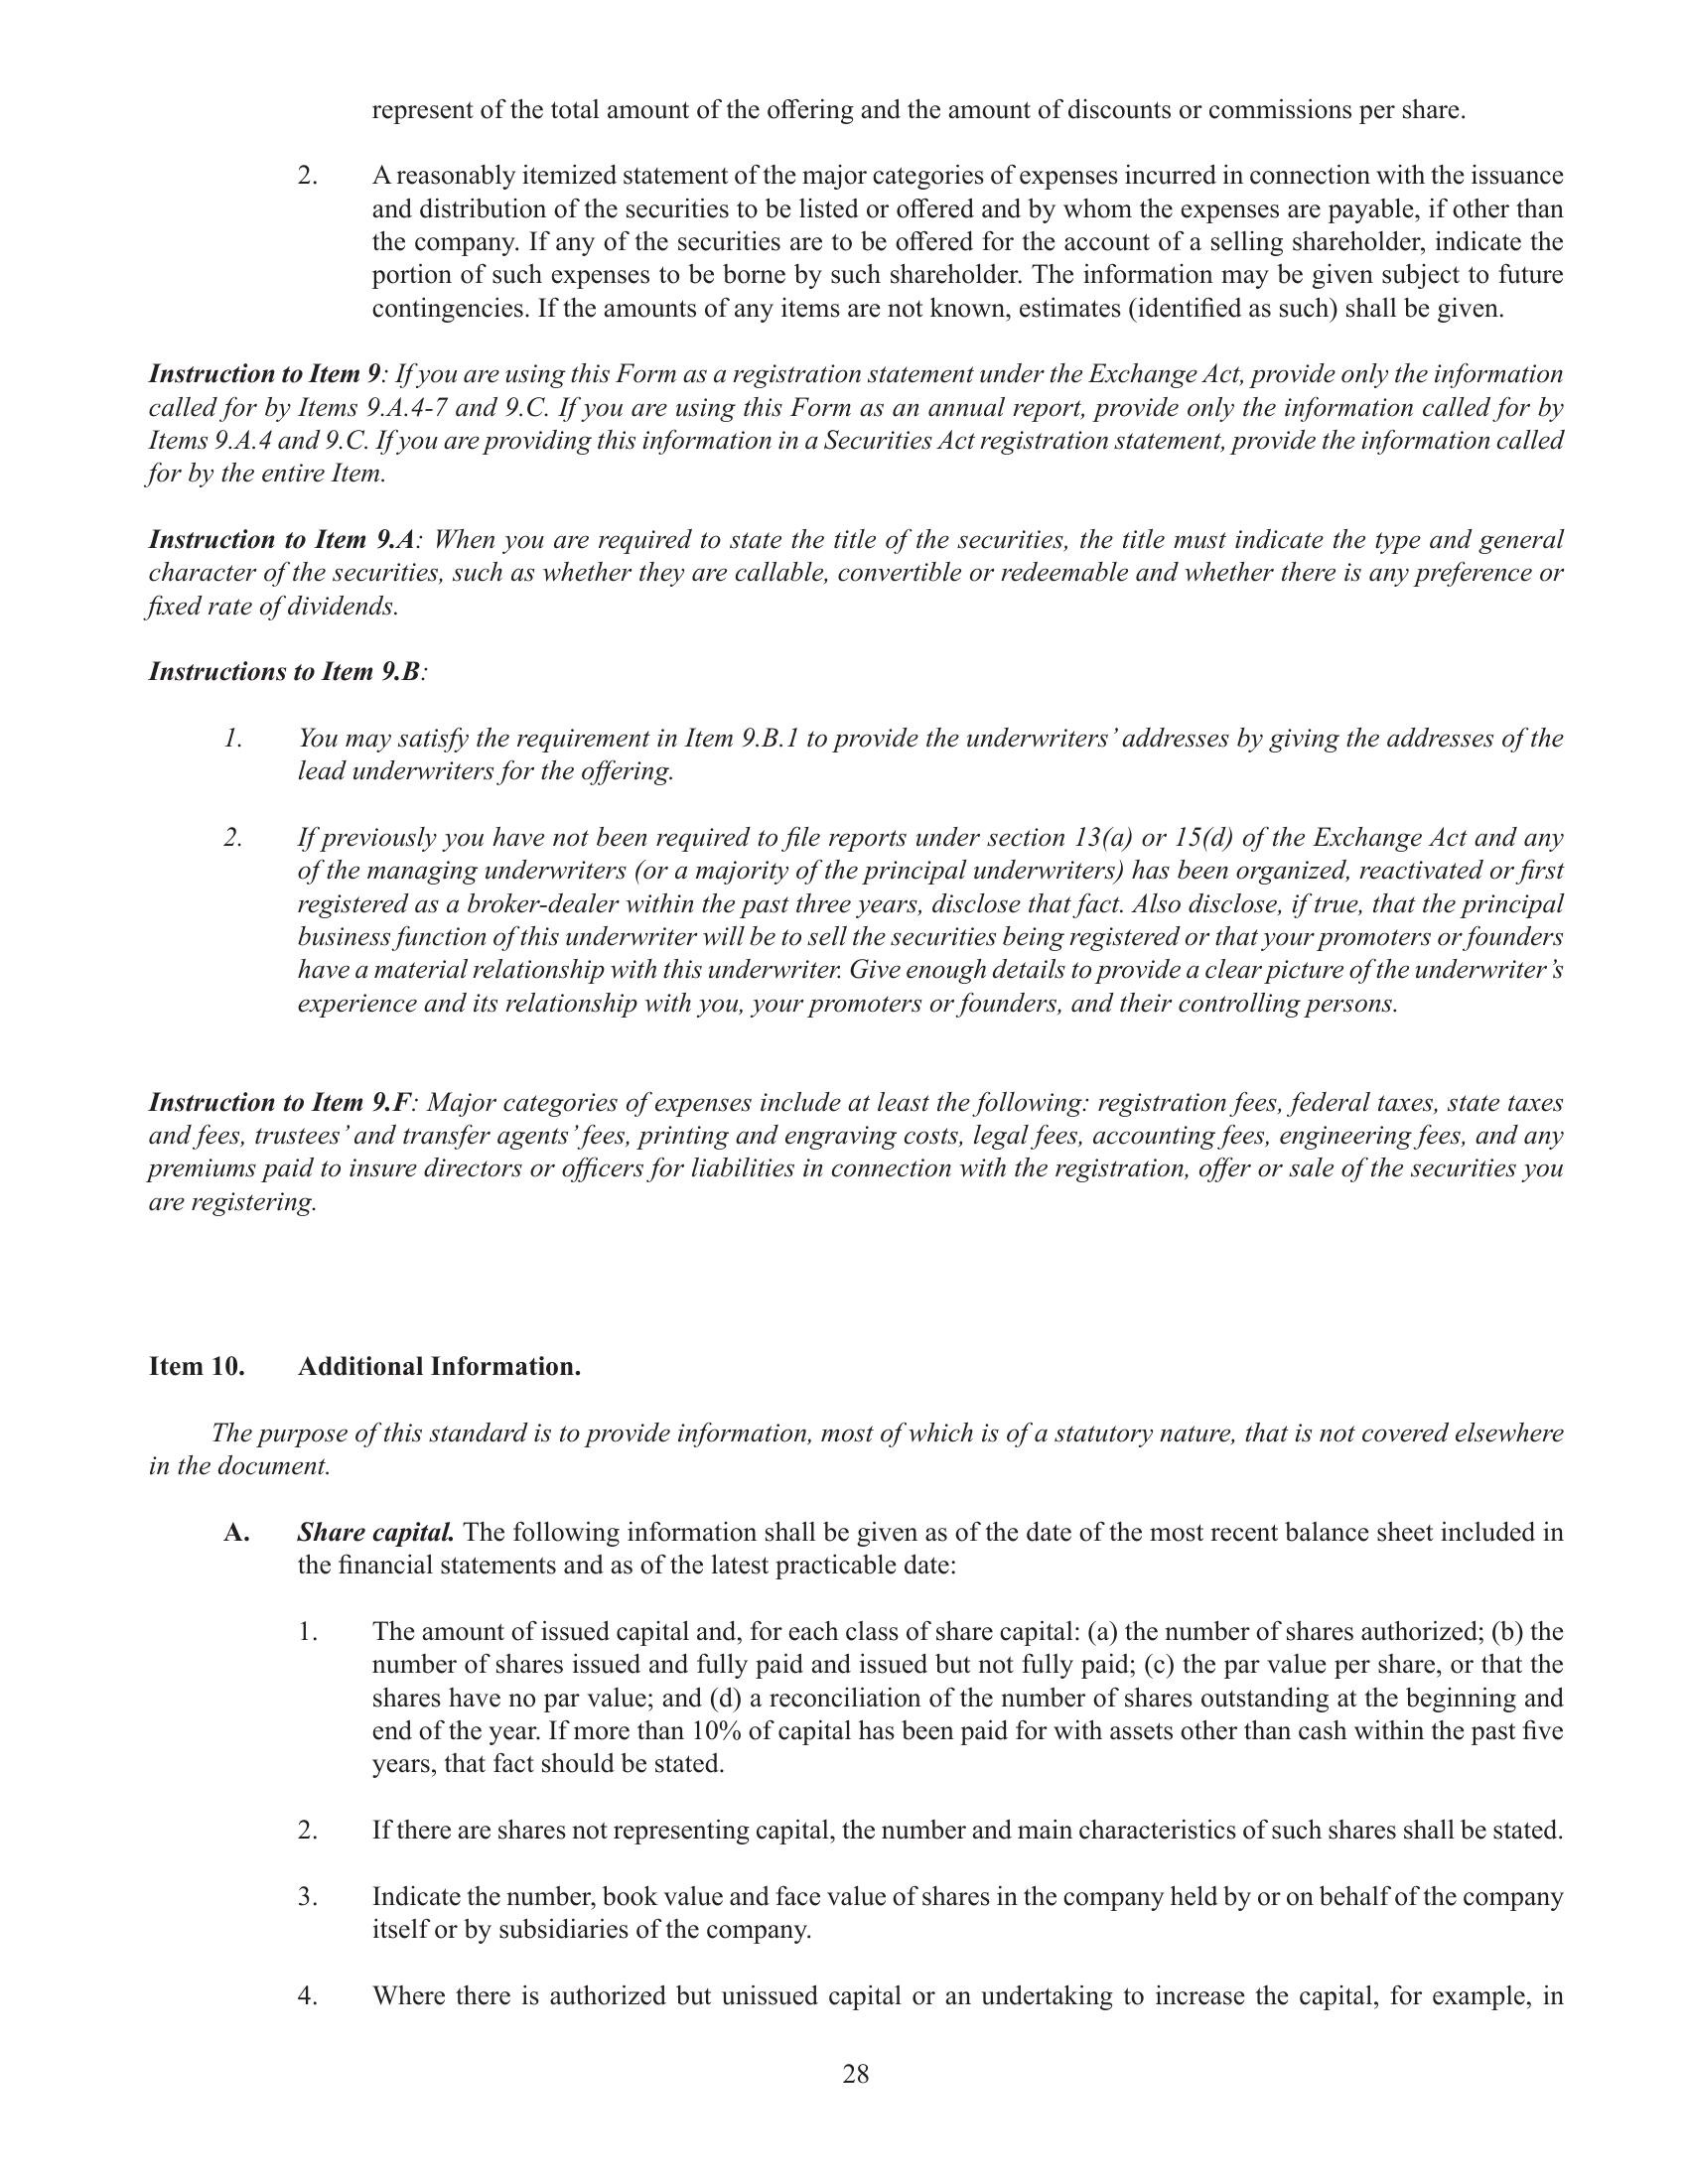 represent of the total amount of the offering and the amount of discounts or commissions per share.
2. A reasonably itemized statement of the major categories of expenses incurred in connection with the issuance
and distribution of the securities to be listed or offered and by whom the expenses are payable, if other than
the company. If any of the securities are to be offered for the account of a selling shareholder, indicate the
portion of such expenses to be borne by such shareholder. The information may be given subject to future
contingencies. If the amounts of any items are not known, estimates (identified as such) shall be given.
Instruction to Item 9: If you are using this Form as a registration statement under the Exchange Act, provide only the information
called for by Items 9.A.4-7 and 9.C. If you are using this Form as an annual report, provide only the information called for by
Items 9.A.4 and 9.C. If you are providing this information in a Securities Act registration statement, provide the information called
for by the entire Item.
Instruction to Item 9.A: When you are required to state the title of the securities, the title must indicate the type and general
character of the securities, such as whether they are callable, convertible or redeemable and whether there is any preference or
fixed rate of dividends.
Instructions to Item 9.B:
1. You may satisfy the requirement in Item 9.B.1 to provide the underwriters’ addresses by giving the addresses of the
lead underwriters for the offering.
2. If previously you have not been required to file reports under section 13(a) or 15(d) of the Exchange Act and any
of the managing underwriters (or a majority of the principal underwriters) has been organized, reactivated or first
registered as a broker-dealer within the past three years, disclose that fact. Also disclose, if true, that the principal
business function of this underwriter will be to sell the securities being registered or that your promoters or founders
have a material relationship with this underwriter. Give enough details to provide a clear picture of the underwriter’s
experience and its relationship with you, your promoters or founders, and their controlling persons.
Instruction to Item 9.F: Major categories of expenses include at least the following: registration fees, federal taxes, state taxes
and fees, trustees’ and transfer agents’ fees, printing and engraving costs, legal fees, accounting fees, engineering fees, and any
premiums paid to insure directors or officers for liabilities in connection with the registration, offer or sale of the securities you
are registering.
Item 10. Additional Information.
The purpose of this standard is to provide information, most of which is of a statutory nature, that is not covered elsewhere
in the document.
A. Share capital. The following information shall be given as of the date of the most recent balance sheet included in
the financial statements and as of the latest practicable date:
1. The amount of issued capital and, for each class of share capital: (a) the number of shares authorized; (b) the
number of shares issued and fully paid and issued but not fully paid; (c) the par value per share, or that the
shares have no par value; and (d) a reconciliation of the number of shares outstanding at the beginning and
end of the year. If more than 10% of capital has been paid for with assets other than cash within the past five
years, that fact should be stated.
2. If there are shares not representing capital, the number and main characteristics of such shares shall be stated.
3. Indicate the number, book value and face value of shares in the company held by or on behalf of the company
itself or by subsidiaries of the company.
4. Where there is authorized but unissued capital or an undertaking to increase the capital, for example, in
28